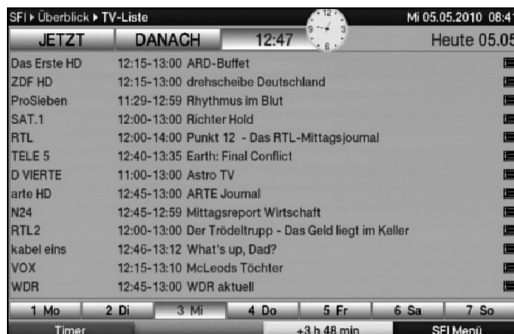 SFI ▸ Überblick ▸ TV-Liste Mi 05.05.2010 08:41
JETZT DANACH 12:47 Heute 05.05
Das Erste HD 12:15-13:00 ARD-Buffet
ZDF HD 12:15-13:00 drehscheibe Deutschland
ProSieben 11:29-12:59 Rhythmus im Blut
SAT.1 12:00-13:00 Richter Hold
RTL 12:00-14:00 Punkt 12 - Das RTL-Mittagsjournal
TELE 5 12:40-13:35 Earth: Final Conflict
D VIERTE 11:00-13:00 Astro TV
arte HD 12:45-13:00 ARTE Journal
N24 12:45-12:59 Mittagsreport Wirtschaft
RTL2 12:00-13:00 Der Trödeltrupp - Das Geld liegt im Keller
kabel eins 12:46-13:12 What's up, Dad?
VOX 12:15-13:10 McLeods Töchter
WDR 12:45-13:00 WDR aktuell
1 Mo 2 Di 3 Mi 4 Do 5 Fr 6 Sa 7 So
Timer +3 h 48 min SFI Menü